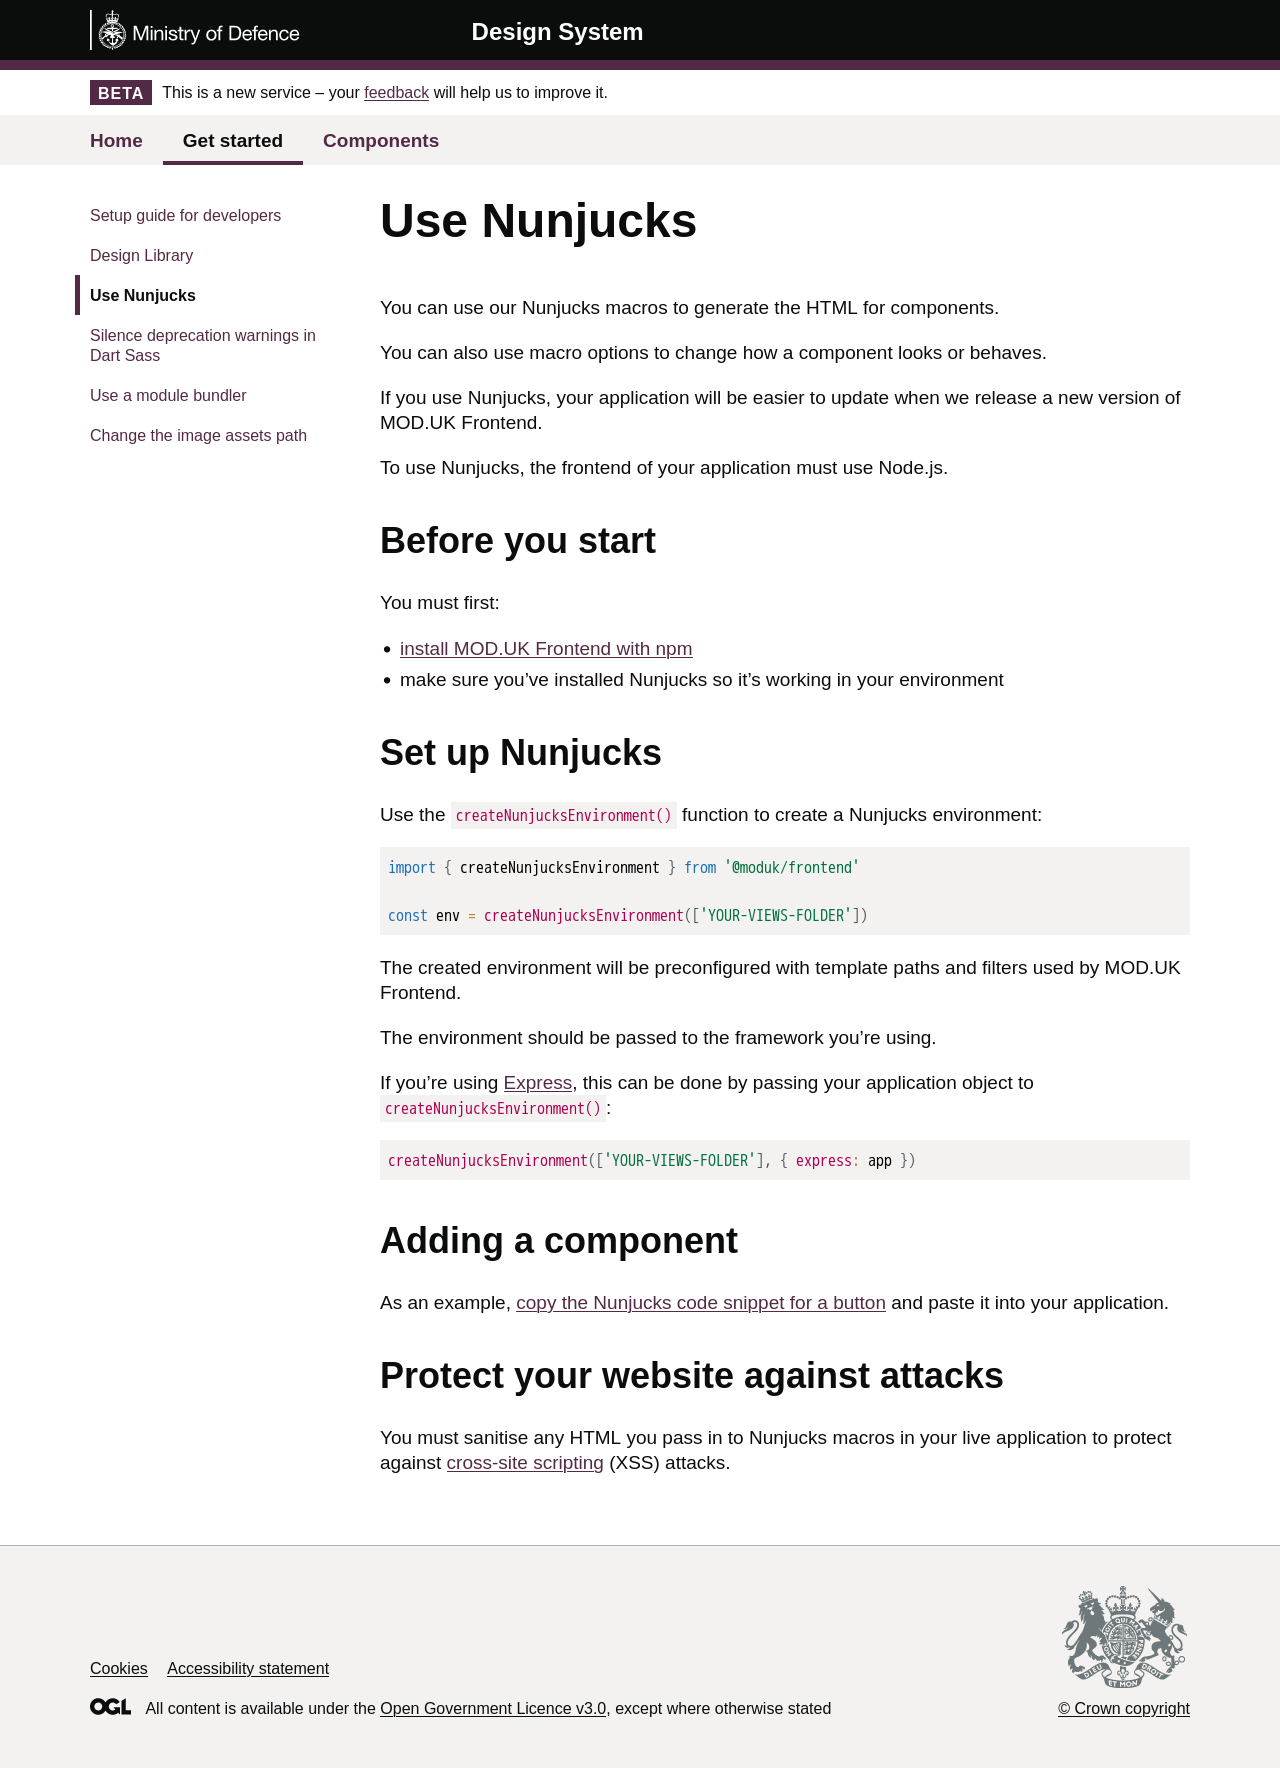 Ministry of Defence
Design System
BETA This is a new service – your feedback will help us to improve it.
Home Get started Components
Setup guide for developers
Design Library
Use Nunjucks
Silence deprecation warnings in
Dart Sass
Use a module bundler
Change the image assets path
Use Nunjucks
You can use our Nunjucks macros to generate the HTML for components.
You can also use macro options to change how a component looks or behaves.
If you use Nunjucks, your application will be easier to update when we release a new version of
MOD.UK Frontend.
To use Nunjucks, the frontend of your application must use Node.js.
Before you start
You must first:
• install MOD.UK Frontend with npm
• make sure you’ve installed Nunjucks so it’s working in your environment
Set up Nunjucks
Use the createNunjucksEnvironment() function to create a Nunjucks environment:
import { createNunjucksEnvironment } from '@moduk/frontend'
const env = createNunjucksEnvironment(['YOUR-VIEWS-FOLDER'])
The created environment will be preconfigured with template paths and filters used by MOD.UK
Frontend.
The environment should be passed to the framework you’re using.
If you’re using Express, this can be done by passing your application object to
createNunjucksEnvironment():
createNunjucksEnvironment(['YOUR-VIEWS-FOLDER'], { express: app })
Adding a component
As an example, copy the Nunjucks code snippet for a button and paste it into your application.
Protect your website against attacks
You must sanitise any HTML you pass in to Nunjucks macros in your live application to protect
against cross-site scripting (XSS) attacks.
Cookies Accessibility statement
OGL All content is available under the Open Government Licence v3.0, except where otherwise stated
DIEU ET MON DROIT
© Crown copyright